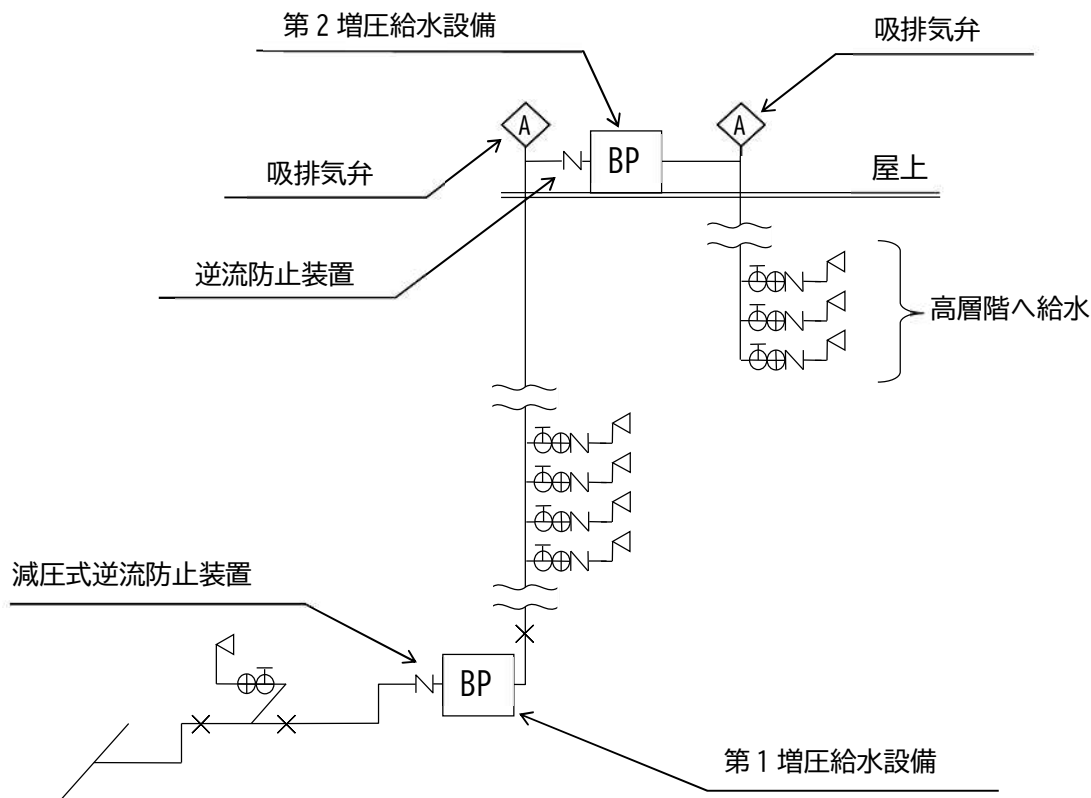 第2増圧給水設備
吸排気弁
A
A
BP
吸排気弁
屋上
逆流防止装置
高層階へ給水
減圧式逆流防止装置
BP
第1増圧給水設備